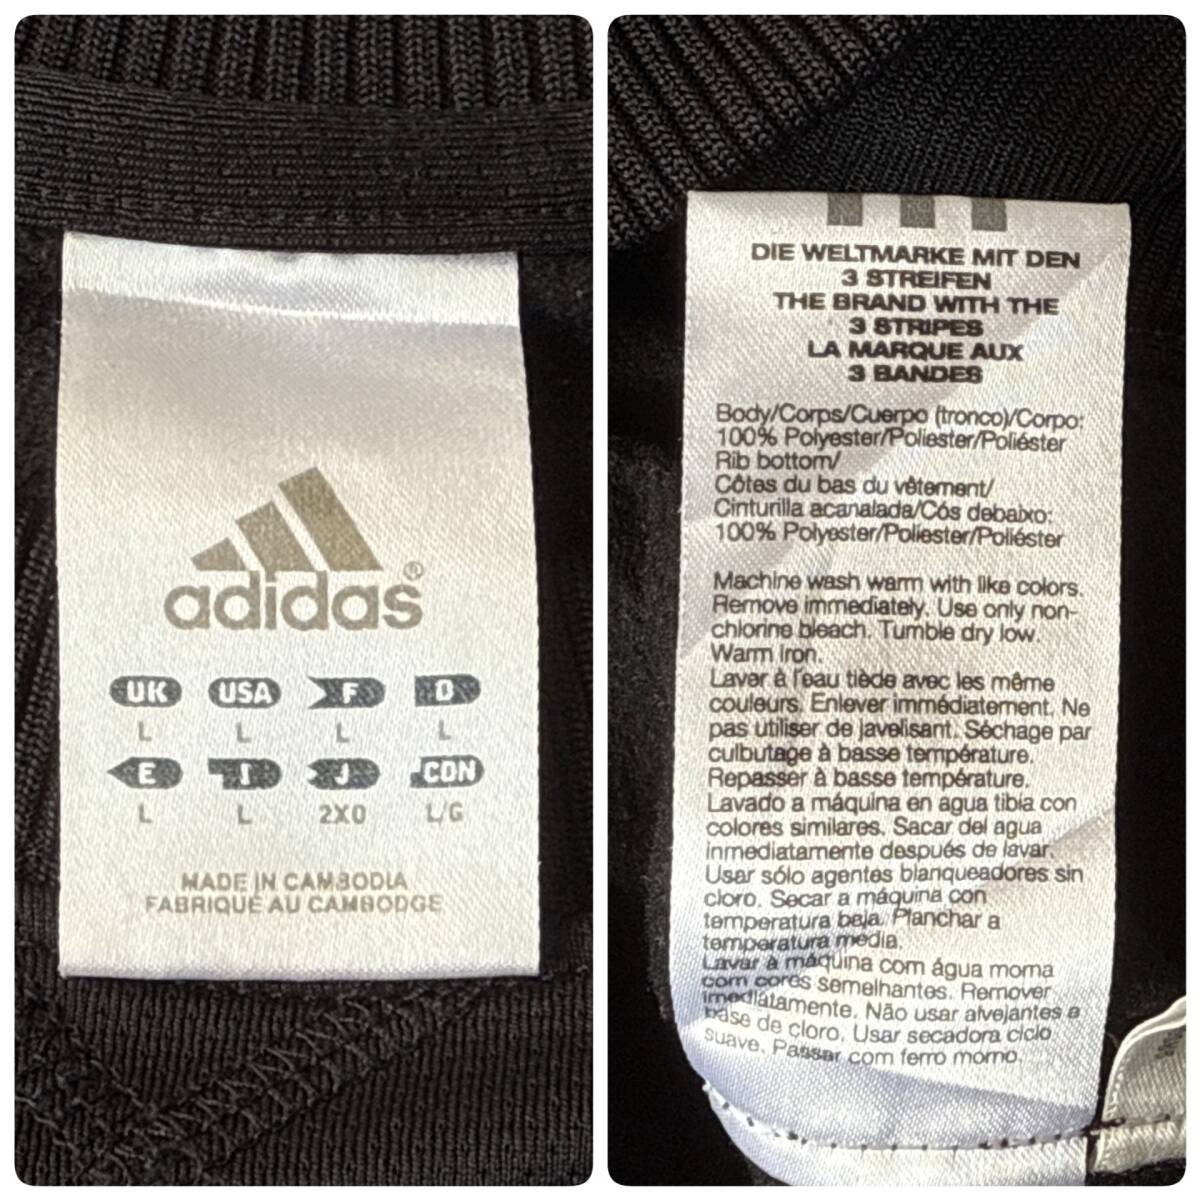 adidas®
UK USA F D
L L L L
E I J CDN
L L 2XO L/G
MADE IN CAMBODIA
FABRIQUÉ AU CAMBODGE
DIE WELTMARKE MIT DEN
3 STREIFEN
THE BRAND WITH THE
3 STRIPES
LA MARQUE AUX
3 BANDES
Body/Corps/Cuerpo (tronco)/Corpo:
100% Polyester/Poliester/Poliéster
Rib bottom/
Côtes du bas du vêtement/
Cinturilla acanalada/Cós debaixo:
100% Polyester/Poliester/Poliéster
Machine wash warm with like colors.
Remove immediately. Use only non-
chlorine bleach. Tumble dry low.
Warm Iron.
Laver à l'eau tiède avec les même
couleurs. Enlever immédiatement. Ne
pas utiliser de javelisant. Séchage par
culbutage à basse température.
Repasser à basse température.
Lavado a máquina en agua tibia con
colores similares. Sacar del agua
inmediatamente después de lavar.
Usar sólo agentes blanqueadores sin
cloro. Secar a máquina con
temperatura baja. Planchar a
temperatura media.
Lavar à máquina com água morna
com cores semelhantes. Remover
imediatamente. Não usar alvejantes a
base de cloro. Usar secadora ciclo
suave. Passar com ferro morno.